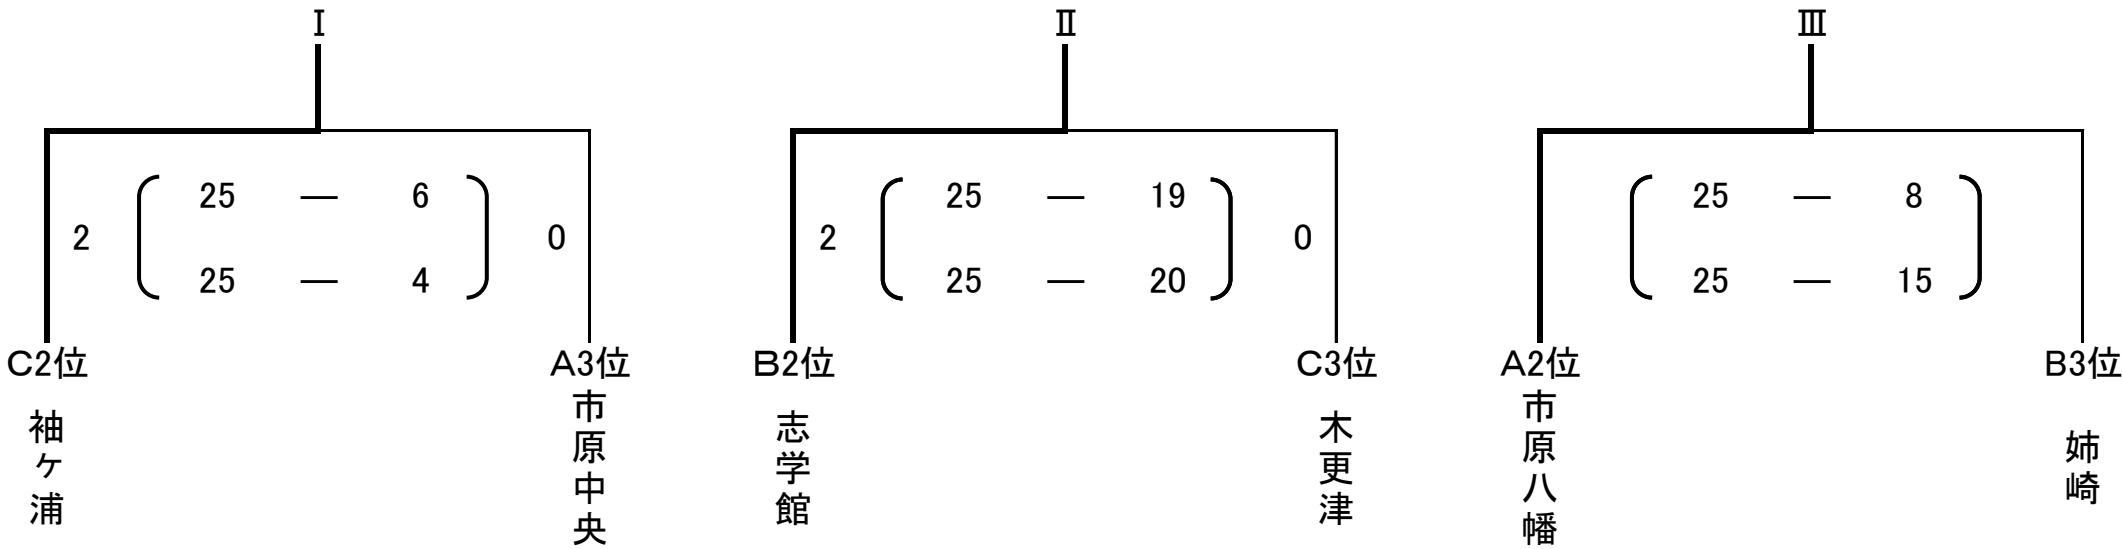 Ⅰ
25 ― 6
2 0
25 ― 4
C2位 A3位
袖ヶ浦
市原中央
Ⅱ
25 ― 19
2 0
25 ― 20
B2位 C3位
志学館
木更津
Ⅲ
25 ― 8
25 ― 15
A2位 B3位
市原八幡
姉崎